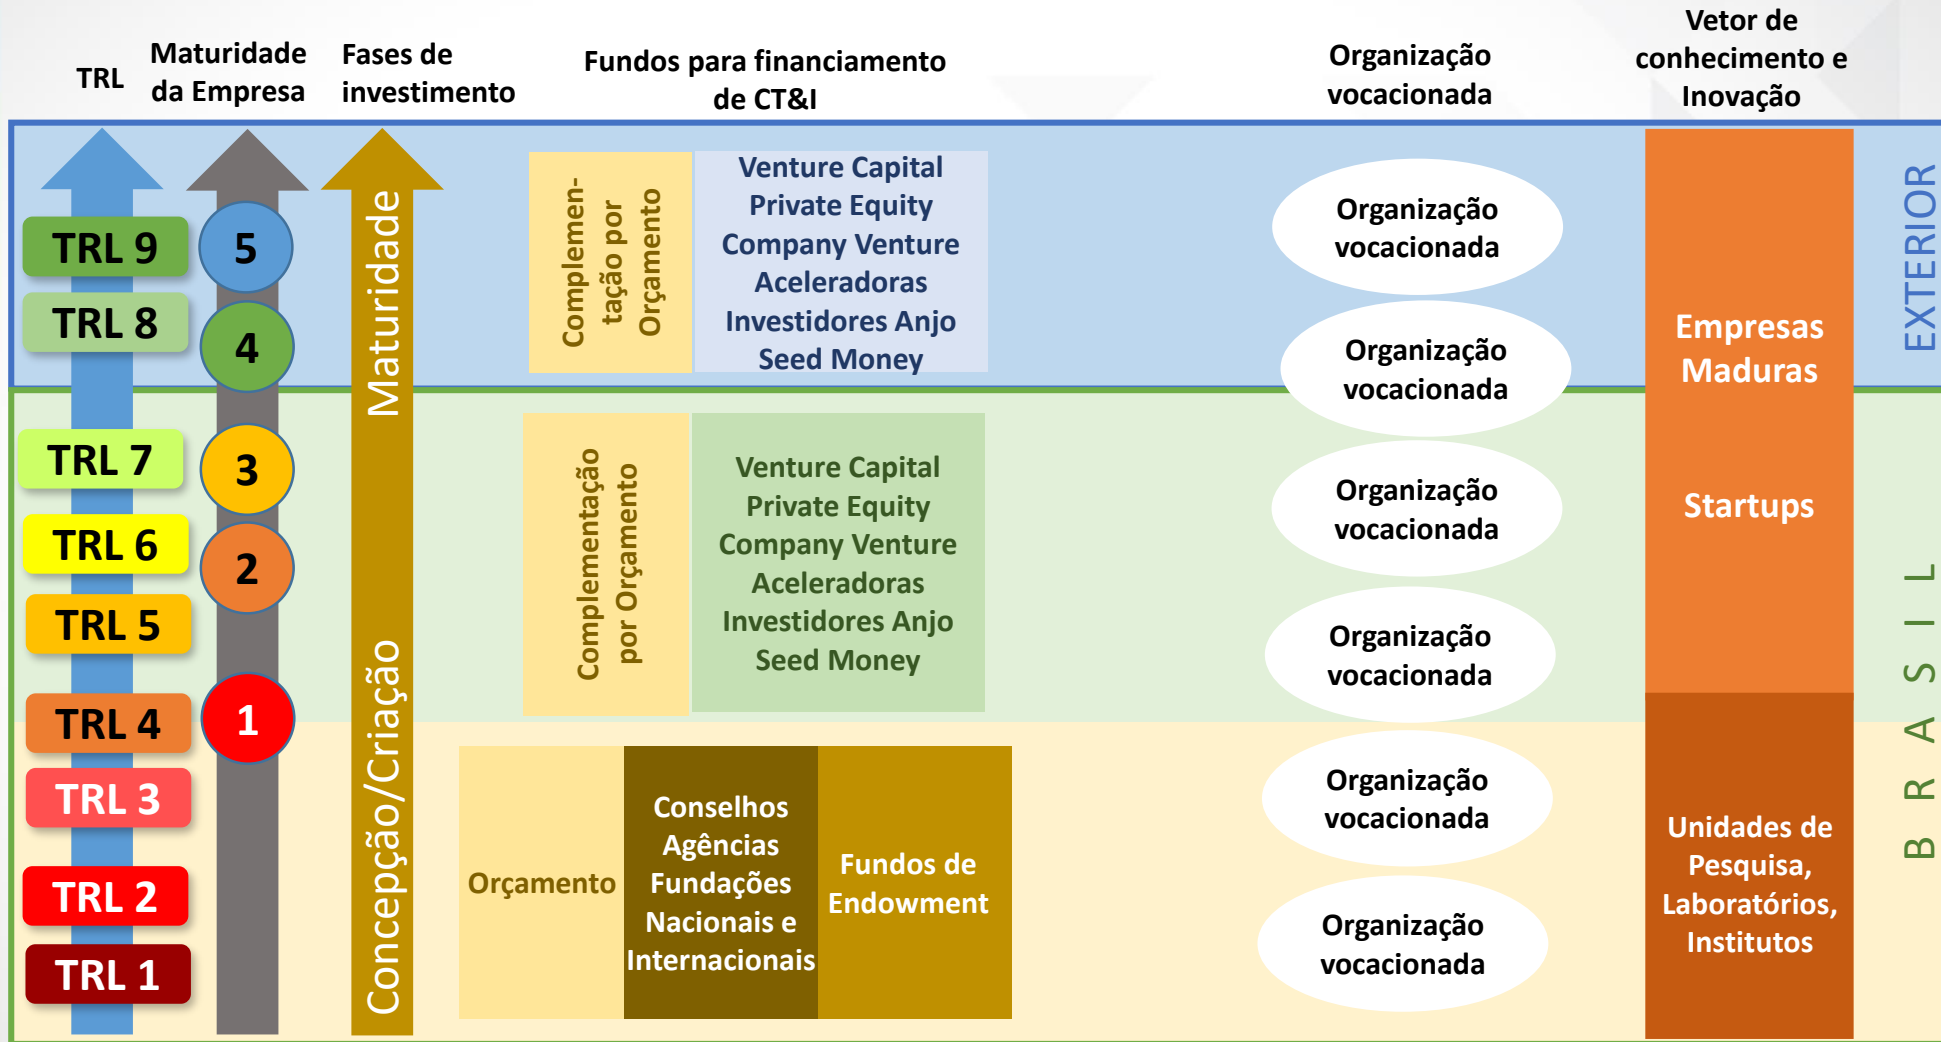 TRL
Maturidade
da Empresa
Fases de
investimento
Fundos para financiamento
de CT&I
Organização
vocacionada
Vetor de
conhecimento e
Inovação
TRL 9
TRL 8
TRL 7
TRL 6
TRL 5
TRL 4
TRL 3
TRL 2
TRL 1
5
4
3
2
1
Maturidade
Concepção/Criação
Complemen-
tação por
Orçamento
Venture Capital
Private Equity
Company Venture
Aceleradoras
Investidores Anjo
Seed Money
Complementação
por Orçamento
Venture Capital
Private Equity
Company Venture
Aceleradoras
Investidores Anjo
Seed Money
Orçamento
Conselhos
Agências
Fundações
Nacionais e
Internacionais
Fundos de
Endowment
Organização
vocacionada
Organização
vocacionada
Organização
vocacionada
Organização
vocacionada
Organização
vocacionada
Organização
vocacionada
Empresas
Maduras
Startups
Unidades de
Pesquisa,
Laboratórios,
Institutos
EXTERIOR
BRASIL